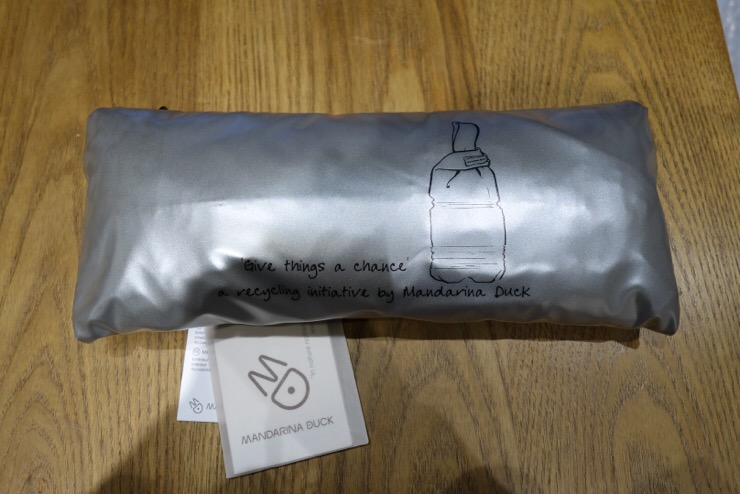 'Give things a chance'
a recycling initiative by Mandarina Duck
MANDARINA DUCK